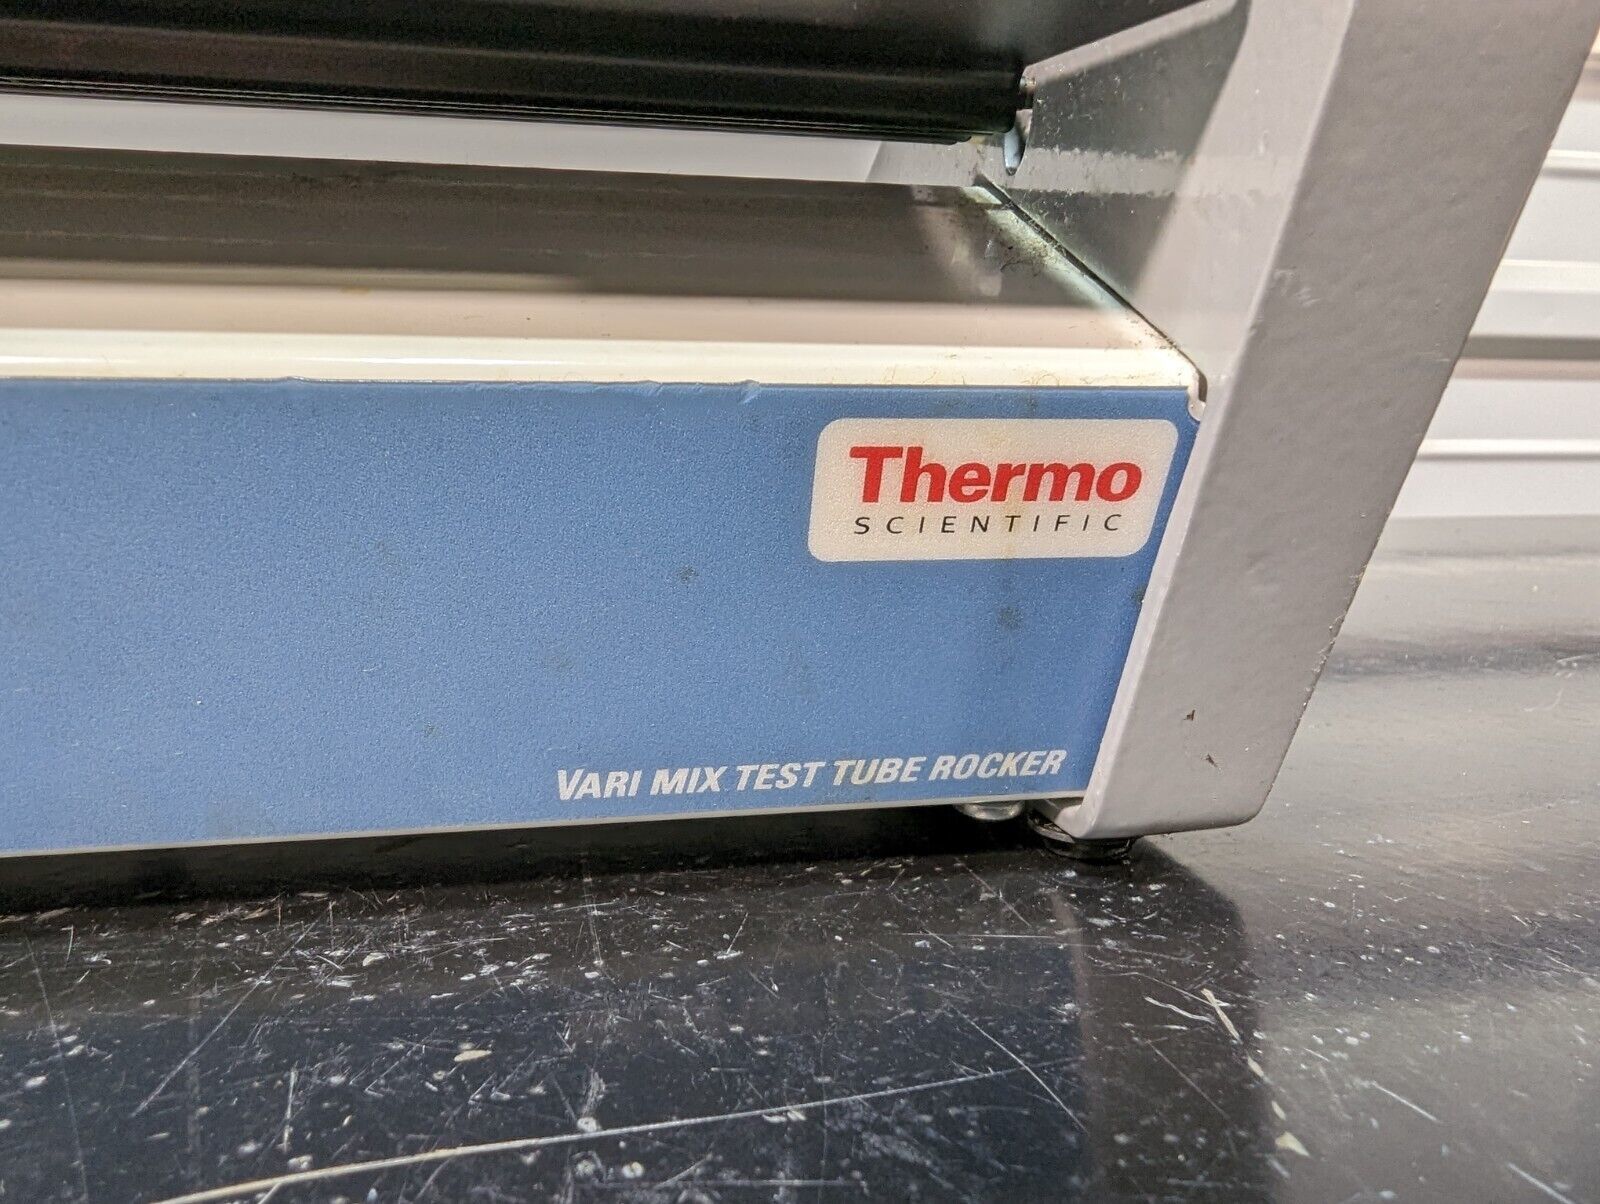 Thermo
SCIENTIFIC
VARI MIX TEST TUBE ROCKER